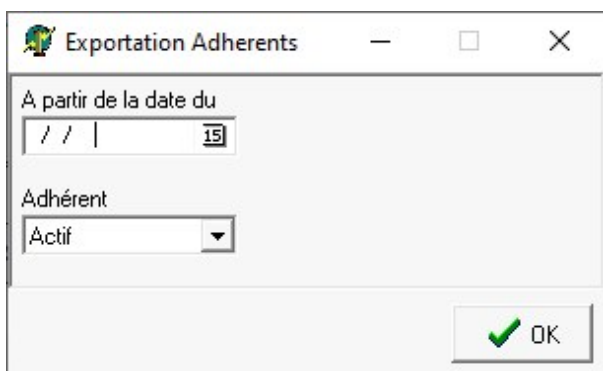 Exportation Adherents
A partir de la date du
/ /
15
Adhérent
Actif
OK